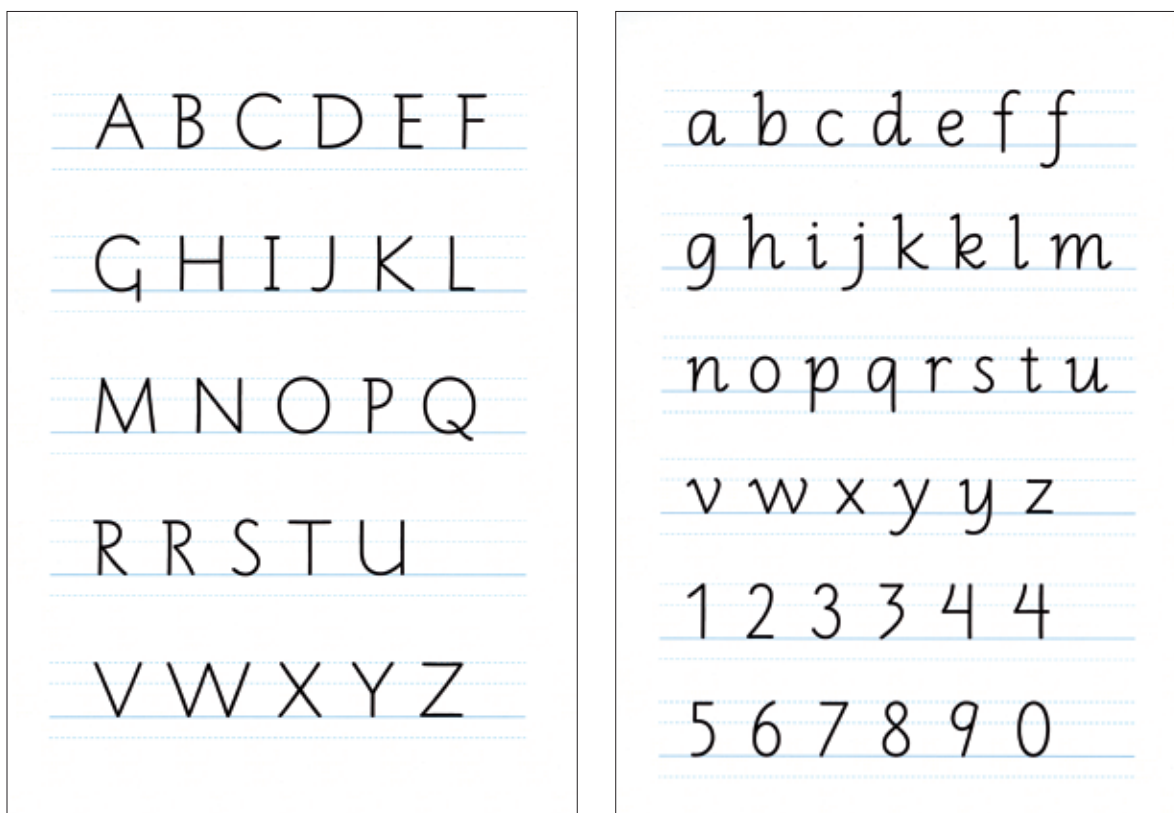 A B C D E F
G H I J K L
M N O P Q
R R S T U
V W X Y Z
a b c d e f f
g h i j k k l m
n o p q r s t u
v w x y y z
1 2 3 3 4 4
5 6 7 8 9 0